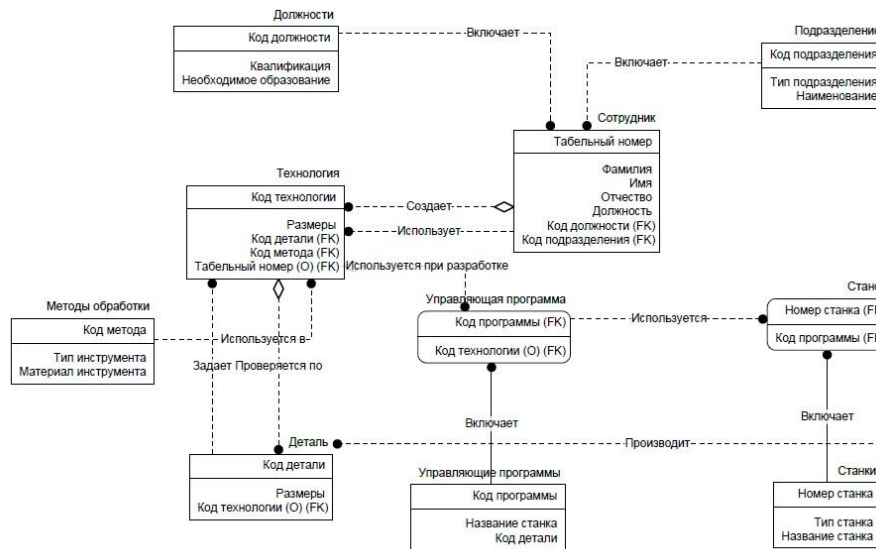 Должности
Код должности
Квалификация
Необходимое образование
Включает
Подразделение
Код подразделения
Тип подразделения
Наименование
Включает
Сотрудник
Табельный номер
Фамилия
Имя
Отчество
Должность
Код должности (FK)
Код подразделения (FK)
Технология
Код технологии
Размеры
Код детали (FK)
Код метода (FK)
Табельный номер (O) (FK)
Создает
Использует
Используется при разработке
Методы обработки
Код метода
Тип инструмента
Материал инструмента
Используется в
Задает Проверяется по
Управляющая программа
Код программы (FK)
Код технологии (O) (FK)
Используется
Стано
Номер станка (FK
Код программы (FK
Включает
Включает
Деталь
Код детали
Размеры
Код технологии (O) (FK)
Производит
Управляющие программы
Код программы
Название станка
Код детали
Станки
Номер станка
Тип станка
Название станка